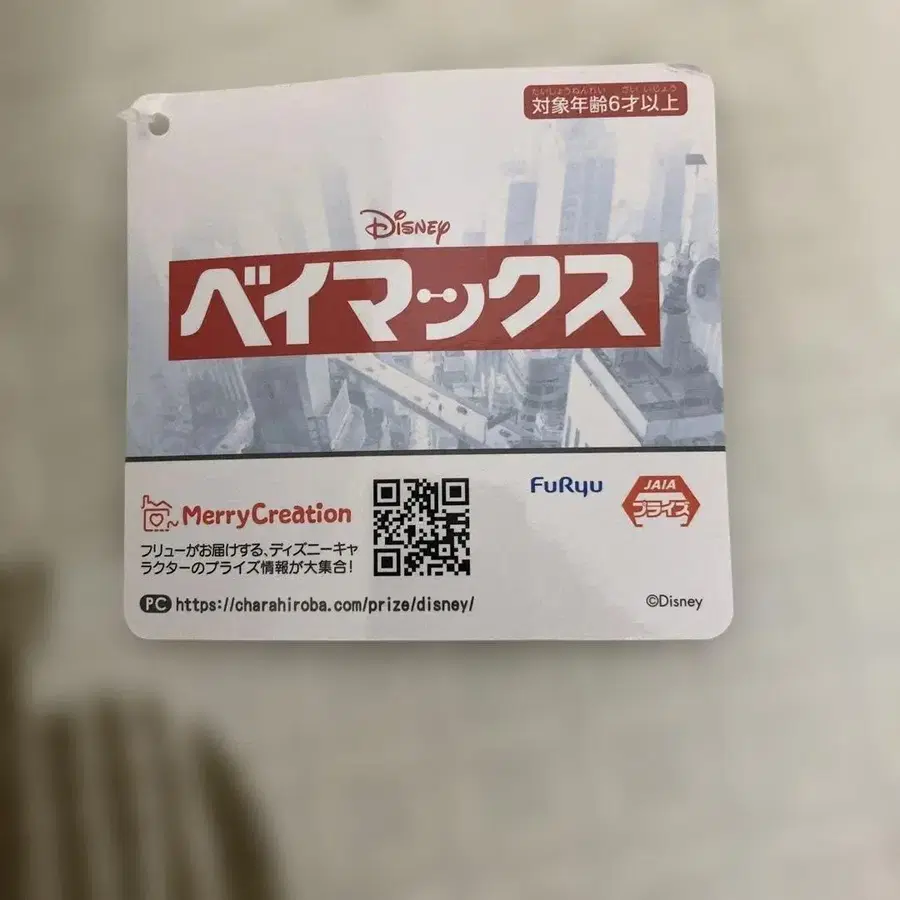 たいしょうねんれい さい いじょう
対象年齢6才以上
Disney
ベイマックス
MerryCreation
フリューがお届けする、ディズニーキャ
ラクターのプライズ情報が大集合!
PC https://charahiroba.com/prize/disney/
FuRyu
JAIA
プライズ
©Disney